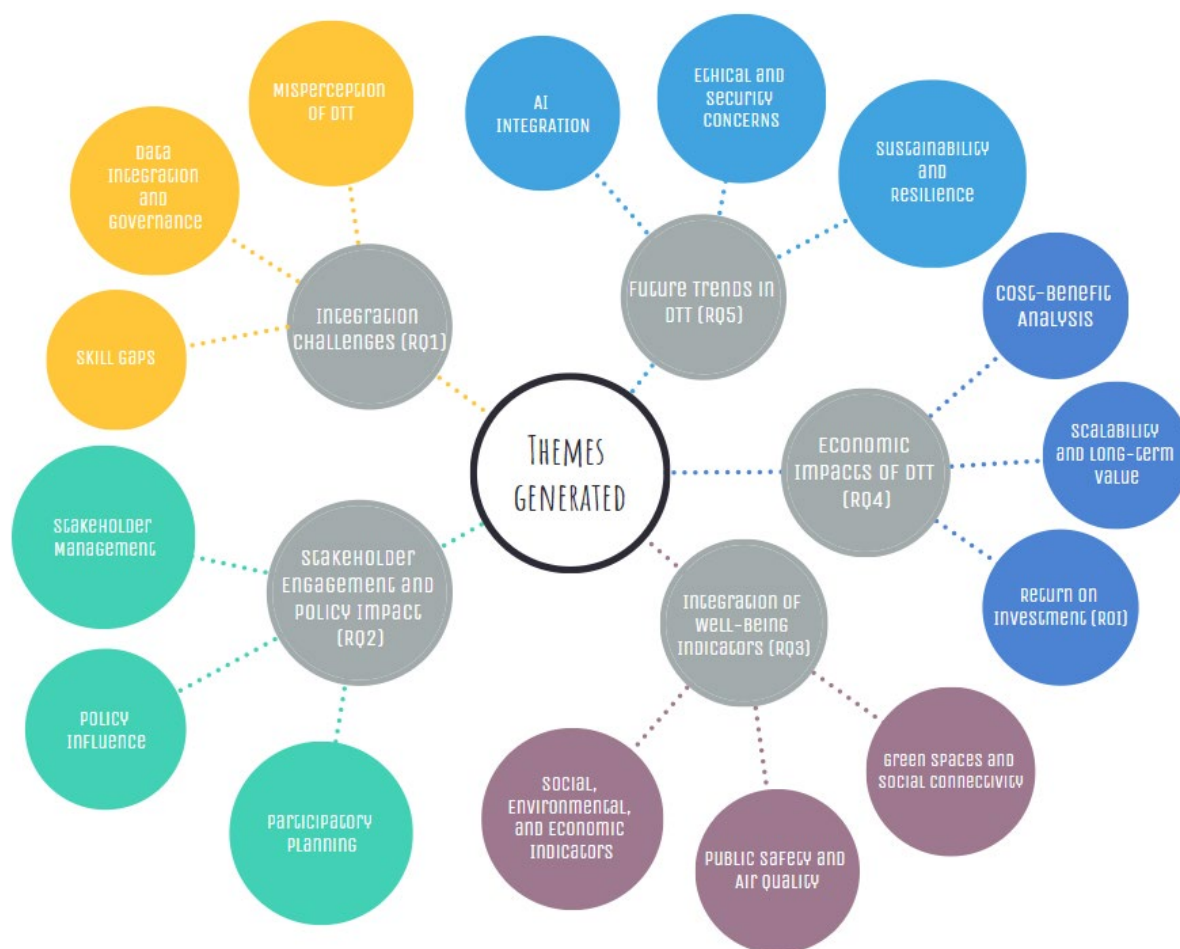 Misperception
of DTT
Data
Integration
and
Governance
Skill Gaps
Integration
Challenges (RQ1)
AI
Integration
Ethical and
Security
Concerns
Sustainability
and
Resilience
Future Trends in
DTT (RQ5)
Cost-Benefit
Analysis
Scalability
and Long-term
Value
Return on
Investment (ROI)
Economic
Impacts of DTT
(RQ4)
Themes
generated
Stakeholder
Management
Policy
Influence
Participatory
Planning
Stakeholder
Engagement and
Policy Impact
(RQ2)
Integration of
Well-Being
Indicators (RQ3)
Social,
Environmental,
and Economic
Indicators
Public Safety and
Air Quality
Green Spaces and
Social Connectivity